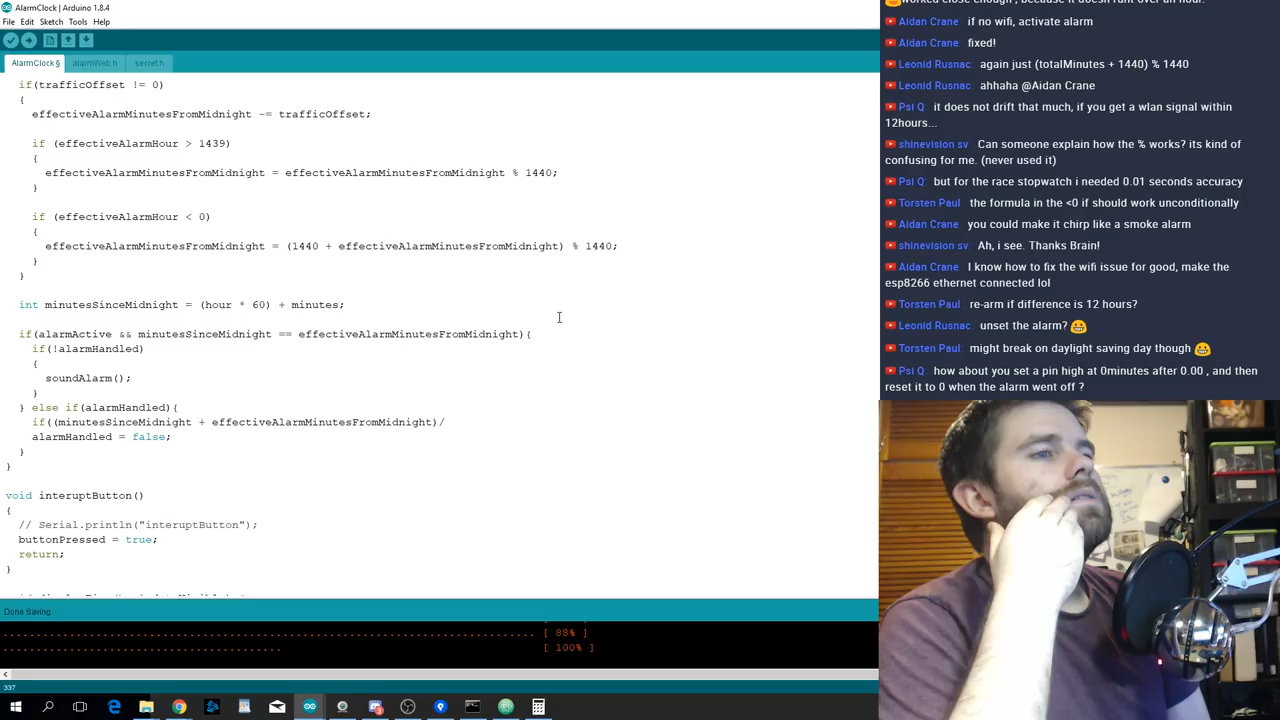 AlarmClock | Arduino 1.8.4
File Edit Sketch Tools Help
AlarmClock § alarmWeb.h secret.h
if(trafficOffset != 0)
{
effectiveAlarmMinutesFromMidnight -= trafficOffset;
if (effectiveAlarmHour > 1439)
{
effectiveAlarmMinutesFromMidnight = effectiveAlarmMinutesFromMidnight % 1440;
}
if (effectiveAlarmHour < 0)
{
effectiveAlarmMinutesFromMidnight = (1440 + effectiveAlarmMinutesFromMidnight) % 1440;
}
}
int minutesSinceMidnight = (hour * 60) + minutes;
if(alarmActive && minutesSinceMidnight == effectiveAlarmMinutesFromMidnight){
if(!alarmHandled)
{
soundAlarm();
}
} else if(alarmHandled){
if((minutesSinceMidnight + effectiveAlarmMinutesFromMidnight)/
alarmHandled = false;
}
}
void interuptButton()
{
// Serial.println("interuptButton");
buttonPressed = true;
return;
}
Done Saving.
[ 88% ]
[ 100% ]
337
worked close enough , because it doesn't runt over an hour.
Aidan Crane: if no wifi, activate alarm
Aidan Crane: fixed!
Leonid Rusnac: again just (totalMinutes + 1440) % 1440
Leonid Rusnac: ahhaha @Aidan Crane
Psi Q: it does not drift that much, if you get a wlan signal within
12hours...
shinevision sv: Can someone explain how the % works? its kind of
confusing for me. (never used it)
Psi Q: but for the race stopwatch i needed 0.01 seconds accuracy
Torsten Paul: the formula in the <0 if should work unconditionally
Aidan Crane: you could make it chirp like a smoke alarm
shinevision sv: Ah, i see. Thanks Brain!
Aidan Crane: I know how to fix the wifi issue for good, make the
esp8266 ethernet connected lol
Torsten Paul: re-arm if difference is 12 hours?
Leonid Rusnac: unset the alarm?
Torsten Paul: might break on daylight saving day though
Psi Q: how about you set a pin high at 0minutes after 0.00 , and then
reset it to 0 when the alarm went off ?